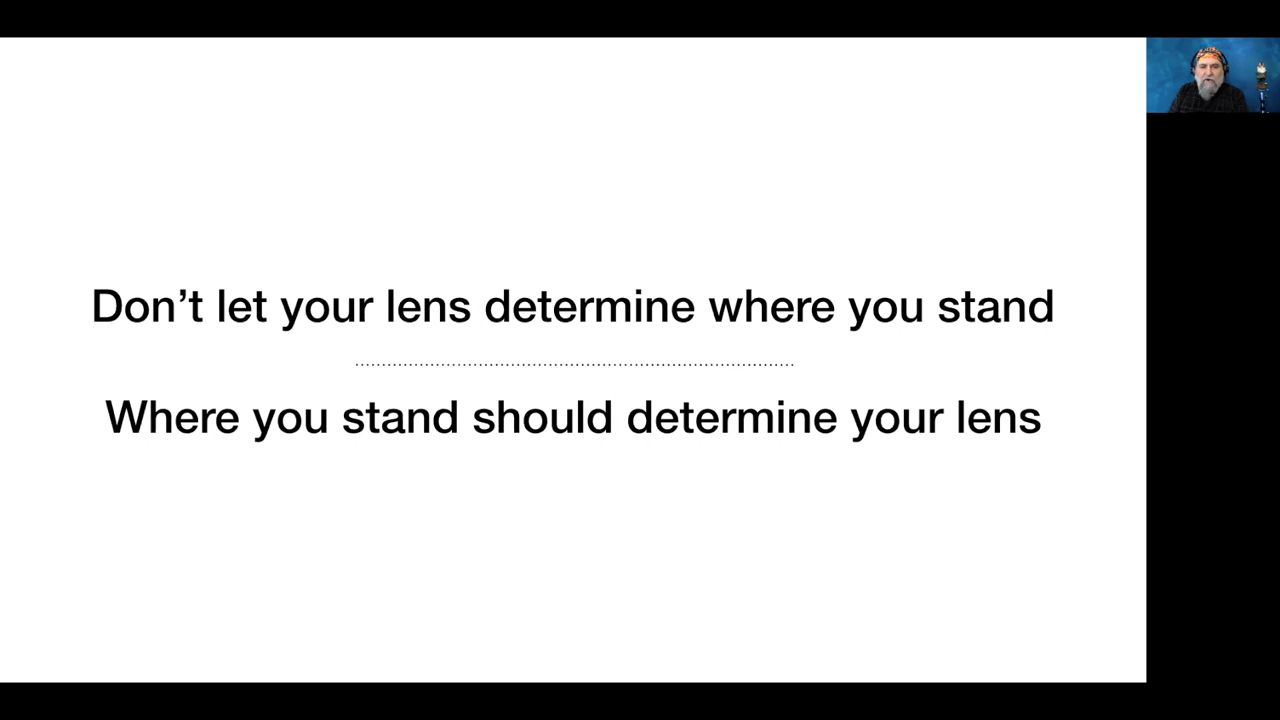 Don’t let your lens determine where you stand
Where you stand should determine your lens